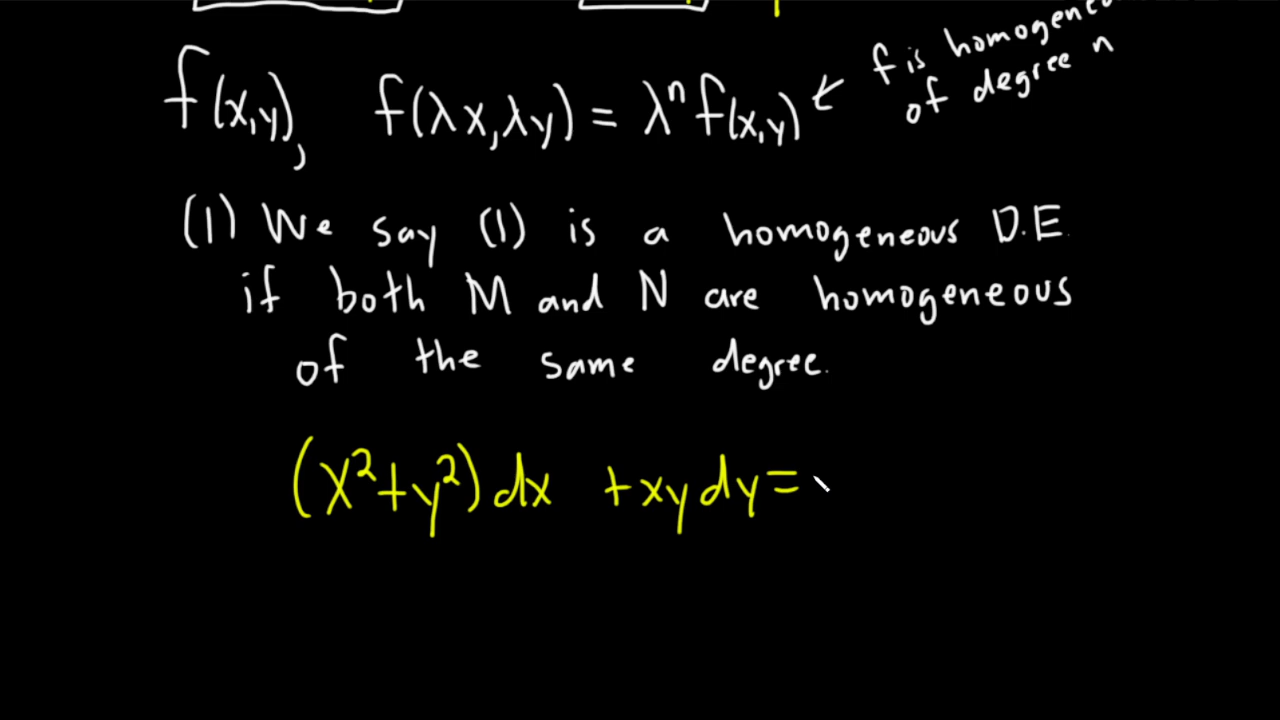 f(x,y), f(λx,λy) = λⁿf(x,y) ← f is
of degree n
(1) We say (1) is a homogeneous D.E.
if both M and N are homogeneous
of the same degree.
(x²+y²)dx +xydy=